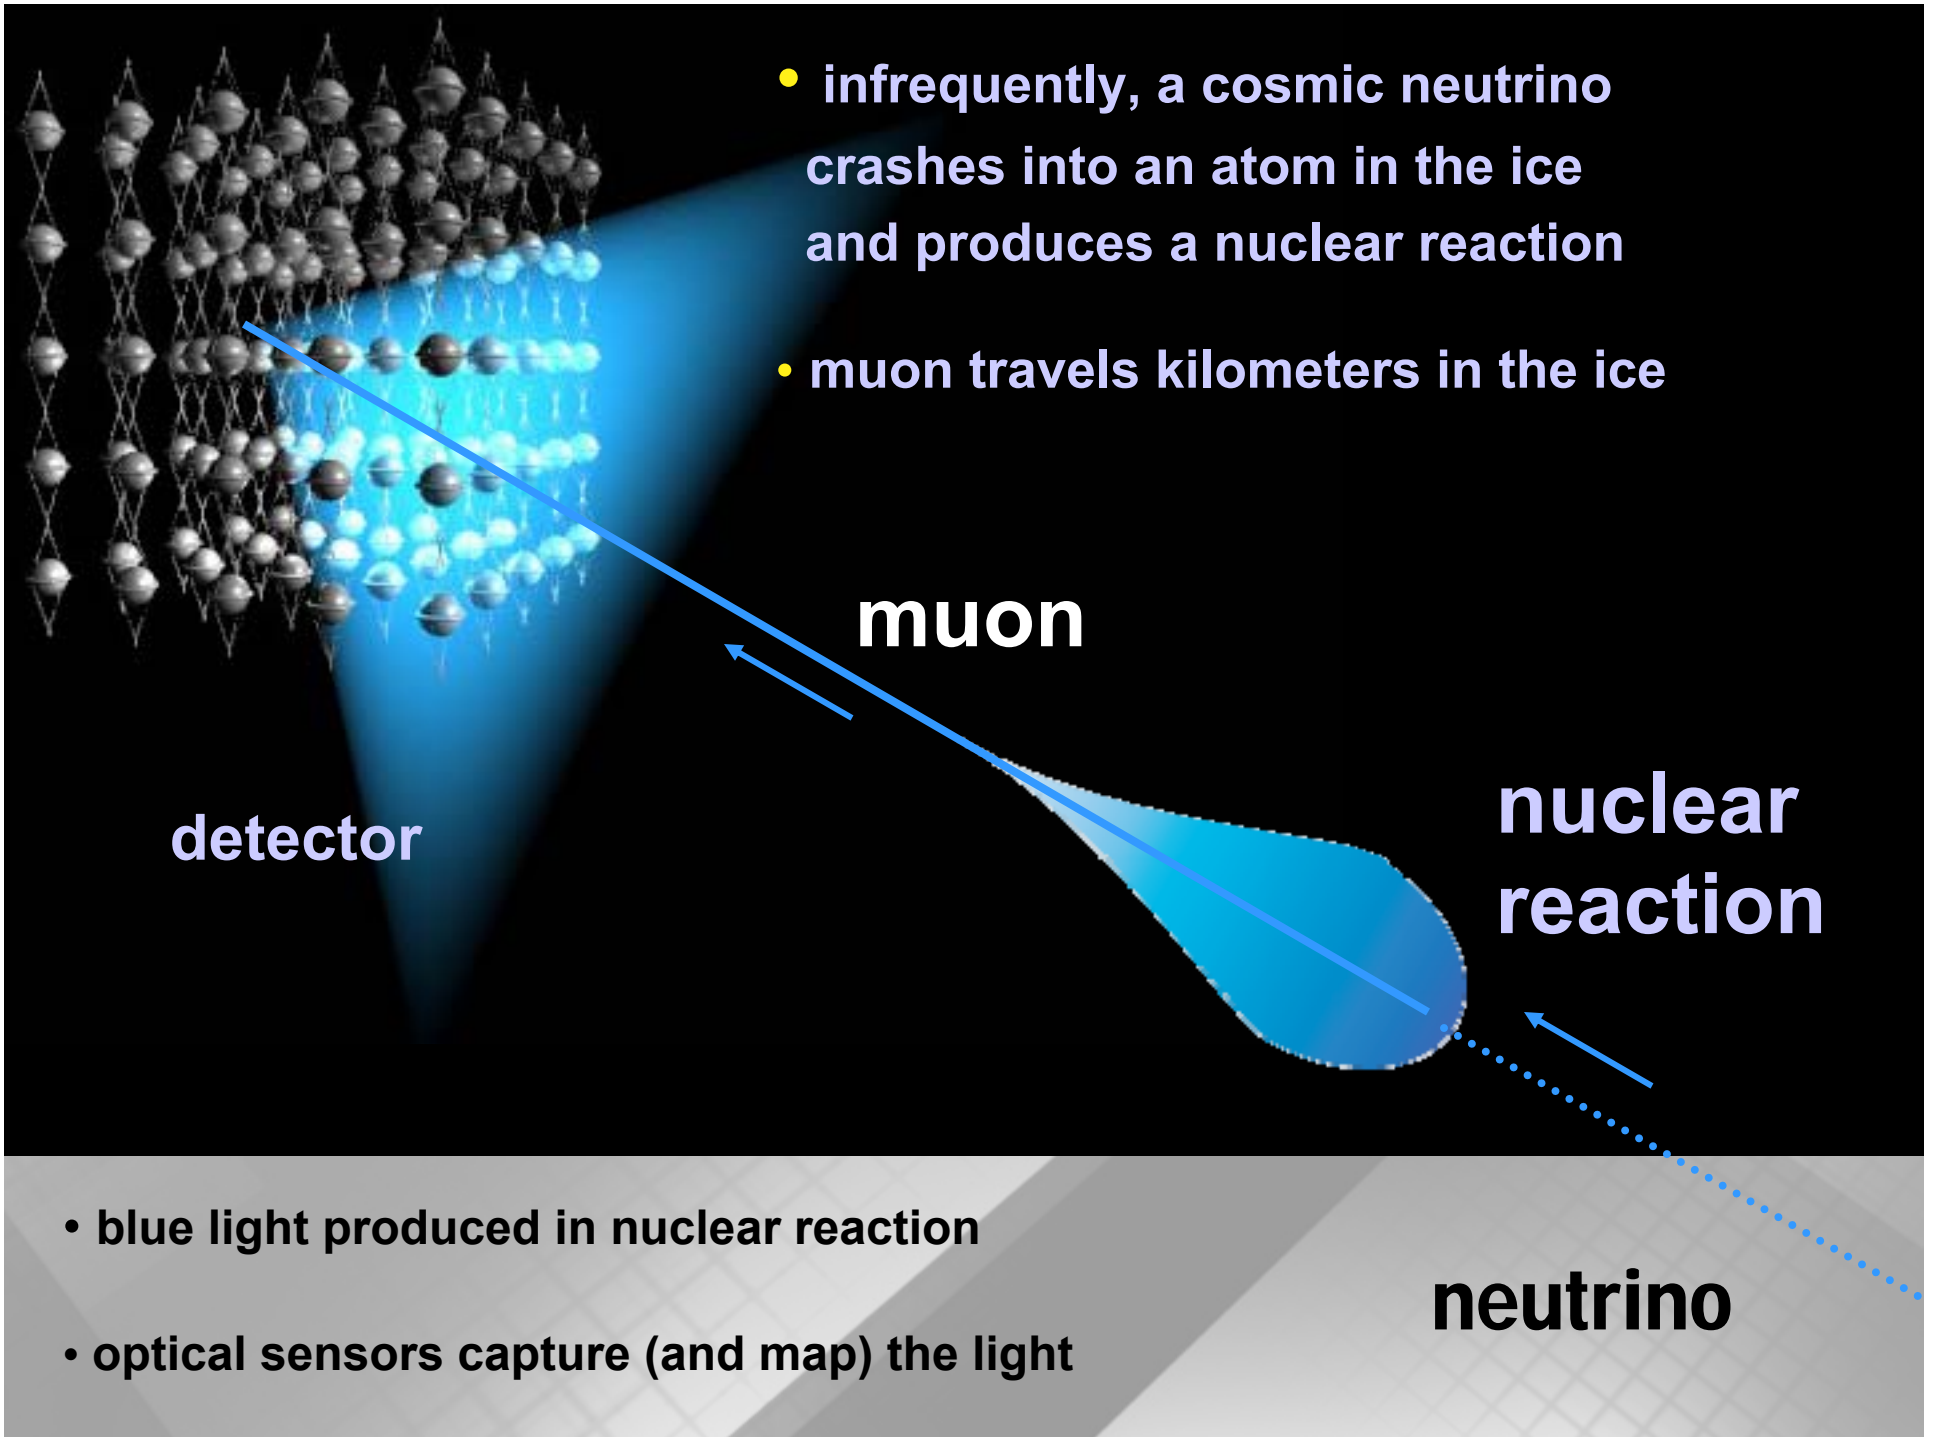 • infrequently, a cosmic neutrino
crashes into an atom in the ice
and produces a nuclear reaction
• muon travels kilometers in the ice
muon
nuclear
reaction
detector
• blue light produced in nuclear reaction
neutrino
• optical sensors capture (and map) the light